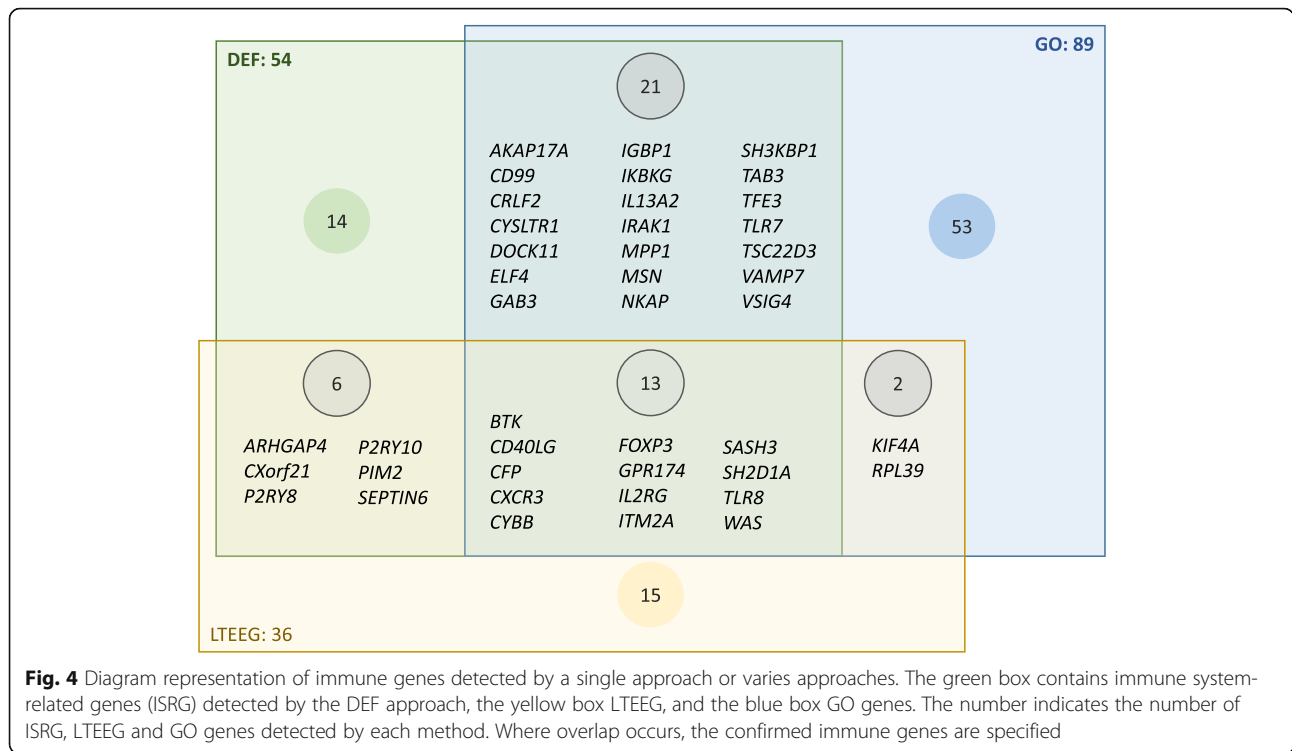 DEF: 54
GO: 89
21
AKAP17A IGBP1 SH3KBP1
CD99 IKBKG TAB3
CRLF2 IL13A2 TFE3
CYSLTR1 IRAK1 TLR7
DOCK11 MPP1 TSC22D3
ELF4 MSN VAMP7
GAB3 NKAP VSIG4
14
53
6
13
2
ARHGAP4 P2RY10
CXorf21 PIM2
P2RY8 SEPTIN6
BTK
CD40LG FOXP3 SASH3
CFP GPR174 SH2D1A
CXCR3 IL2RG TLR8
CYBB ITM2A WAS
KIF4A
RPL39
15
LTEEG: 36
Fig. 4 Diagram representation of immune genes detected by a single approach or varies approaches. The green box contains immune system-
related genes (ISRG) detected by the DEF approach, the yellow box LTEEG, and the blue box GO genes. The number indicates the number of
ISRG, LTEEG and GO genes detected by each method. Where overlap occurs, the confirmed immune genes are specified